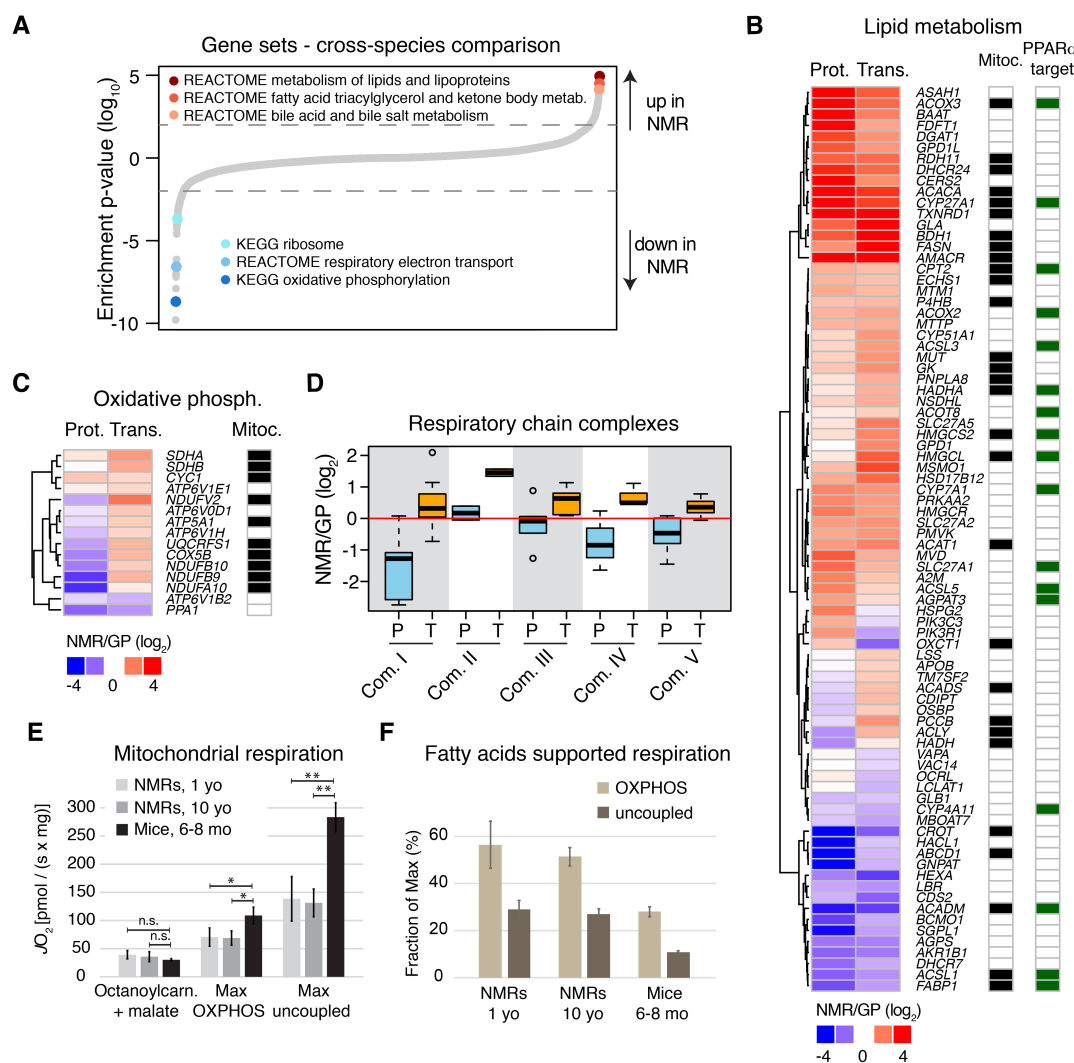 A
Gene sets - cross-species comparison
Enrichment p-value (log10)
5
0
-5
-10
REACTOME metabolism of lipids and lipoproteins
REACTOME fatty acid triacylglycerol and ketone body metab.
REACTOME bile acid and bile salt metabolism
KEGG ribosome
REACTOME respiratory electron transport
KEGG oxidative phosphorylation
up in
NMR
down in
NMR
B
Lipid metabolism
Prot. Trans.
Mitoc.
PPARα
target
ASAH1
ACOX3
BAAT
FDFT1
DGAT1
GPD1L
RDH11
DHCR24
CERS2
ACACA
CYP27A1
TXNRD1
GLA
BDH1
FASN
AMACR
CPT2
ECHS1
MTM1
P4HB
ACOX2
MTTP
CYP51A1
ACSL3
MUT
GK
PNPLA8
HADHA
NSDHL
ACOT8
SLC27A5
HMGCS2
GPD1
HMGCL
MSMO1
HSD17B12
CYP7A1
PRKAA2
HMGCR
SLC27A2
PMVK
ACAT1
MVD
SLC27A1
A2M
ACSL5
AGPAT3
HSPG2
PIK3C3
PIK3R1
OXCT1
LSS
APOB
TM7SF2
ACADS
CDIPT
OSBP
PCCB
ACLY
HADH
VAPA
VAC14
OCRL
LCLAT1
GLB1
CYP4A11
MBOAT7
CROT
HACL1
ABCD1
GNPAT
HEXA
LBR
CDS2
ACADM
BCMO1
SGPL1
AGPS
AKR1B1
DHCR7
ACSL1
FABP1
NMR/GP (log2)
-4 0 4
C
Oxidative phosph.
Prot. Trans.
Mitoc.
SDHA
SDHB
CYC1
ATP6V1E1
NDUFV2
ATP6V0D1
ATP5A1
ATP6V1H
UQCRFS1
COX5B
NDUFB10
NDUFB9
NDUFA10
ATP6V1B2
PPA1
NMR/GP (log2)
-4 0 4
D
Respiratory chain complexes
NMR/GP (log2)
2
1
0
-1
-2
P T P T P T P T P T
Com. I
Com. II
Com. III
Com. IV
Com. V
E
Mitochondrial respiration
NMRs, 1 yo
NMRs, 10 yo
Mice, 6-8 mo
JO2 [pmol / (s x mg)]
300
250
200
150
100
50
0
n.s.
n.s.
*
*
**
**
Octanoylcarn.
+ malate
Max
OXPHOS
Max
uncoupled
F
Fatty acids supported respiration
OXPHOS
uncoupled
Fraction of Max (%)
60
40
20
0
NMRs
1 yo
NMRs
10 yo
Mice
6-8 mo